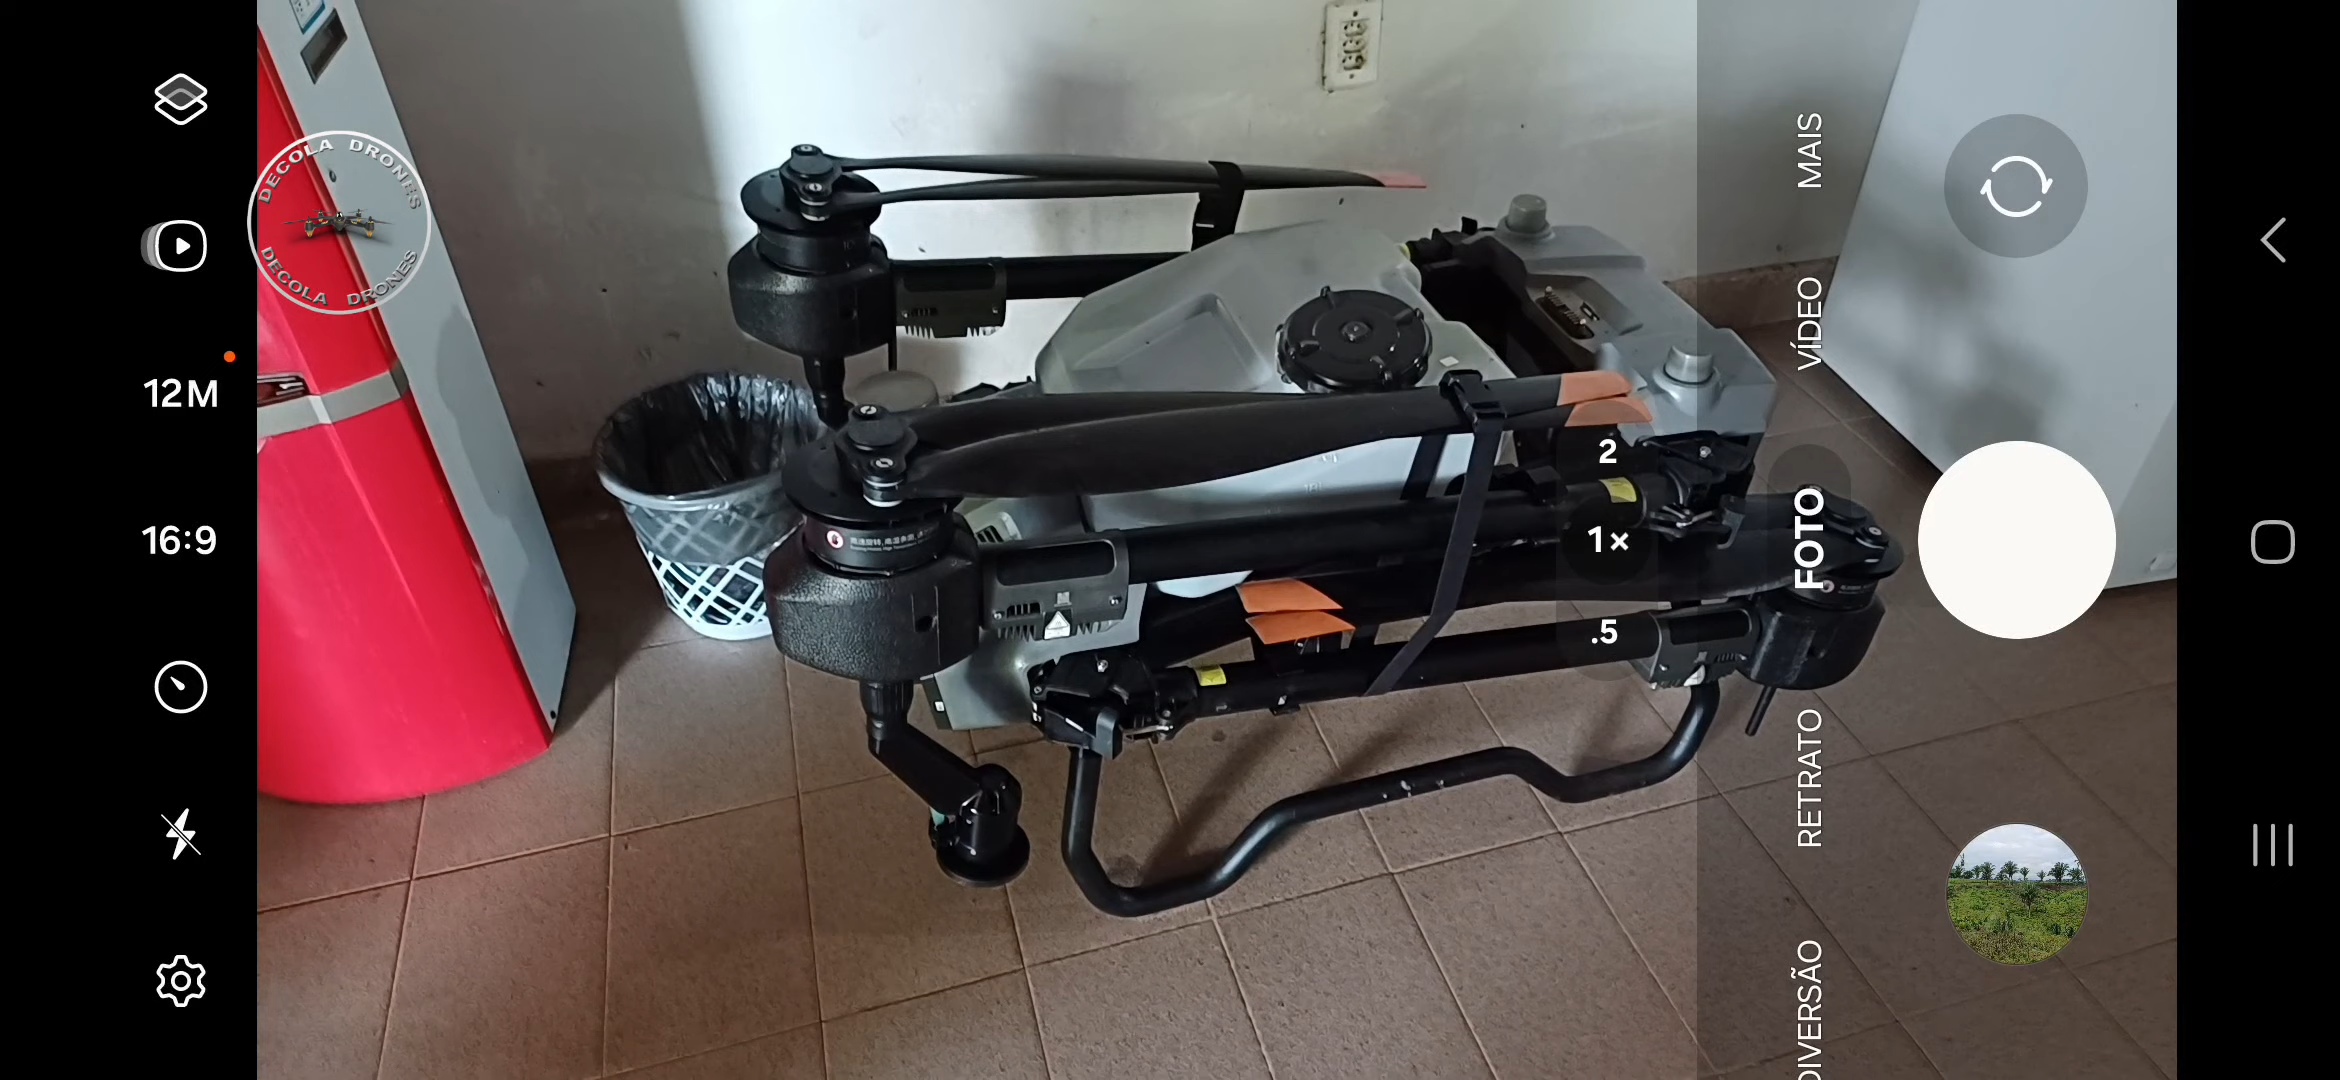 DECOLA DRONES
DECOLA DRONES
12M
16:9
2
1×
.5
MAIS
VÍDEO
FOTO
RETRATO
DIVERSÃO